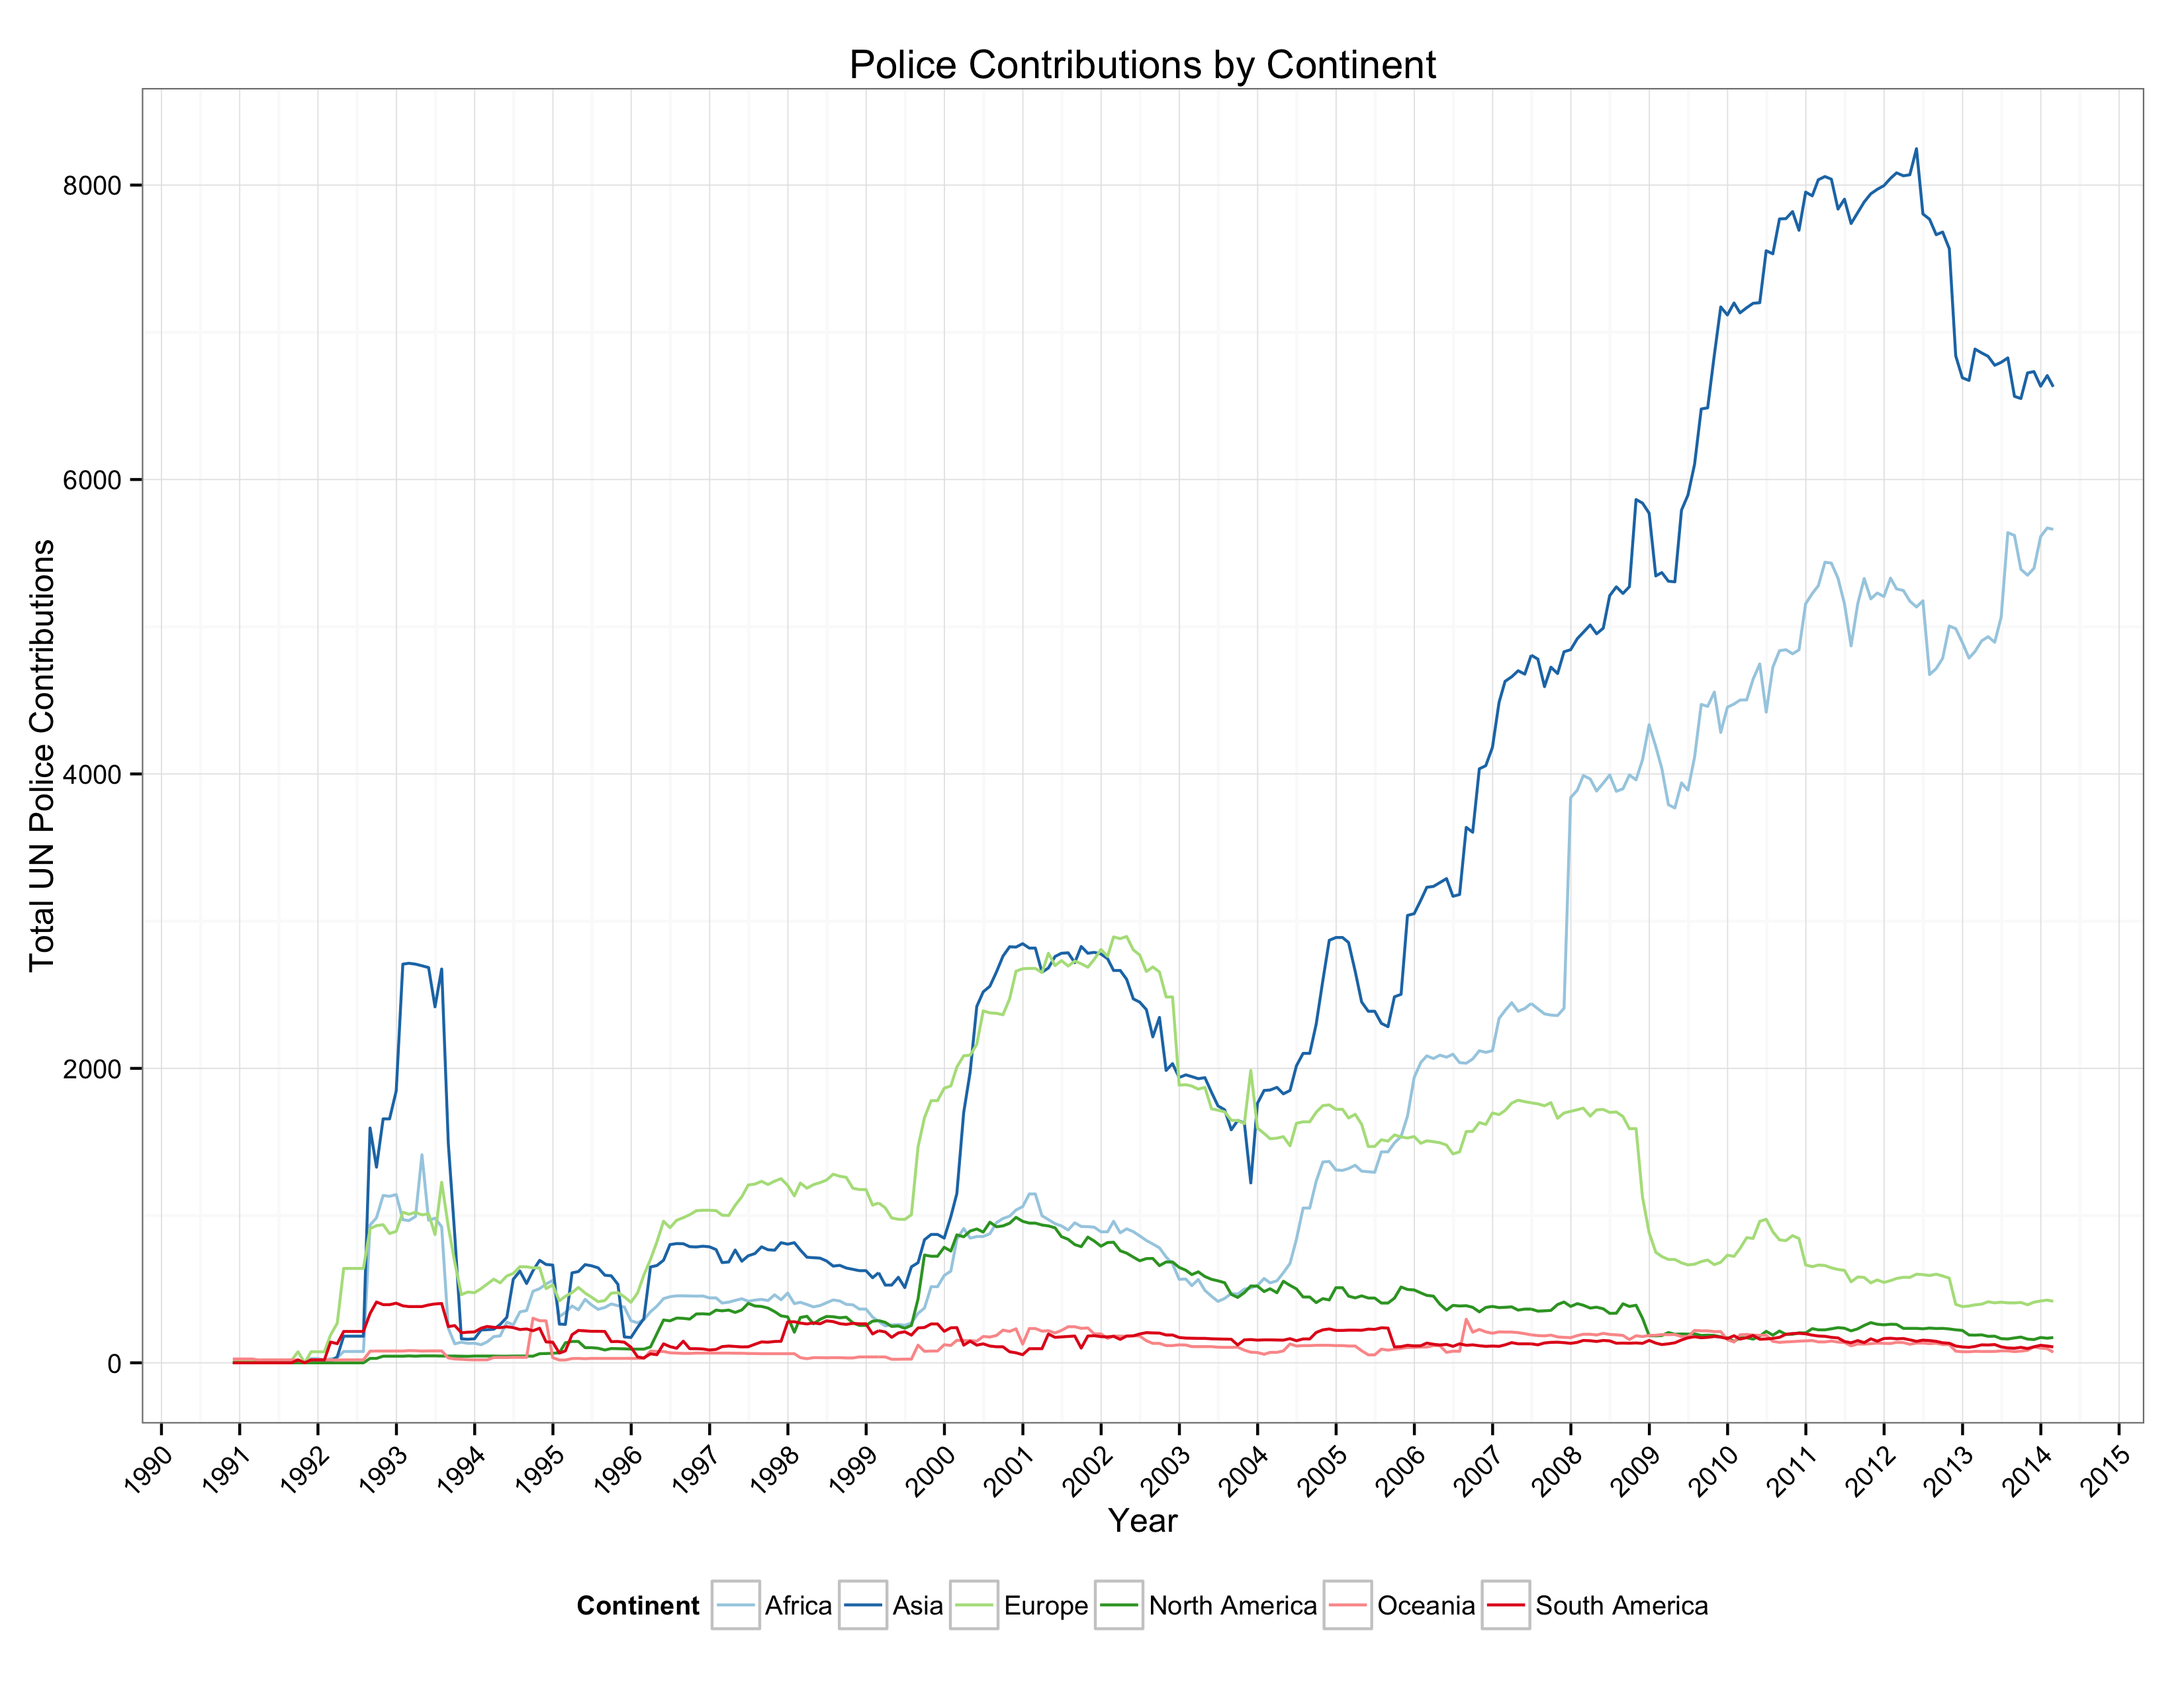 Police Contributions by Continent
8000
6000
4000
2000
0
Total UN Police Contributions
1990 1991 1992 1993 1994 1995 1996 1997 1998 1999 2000 2001 2002 2003 2004 2005 2006 2007 2008 2009 2010 2011 2012 2013 2014 2015
Year
Continent Africa Asia Europe North America Oceania South America